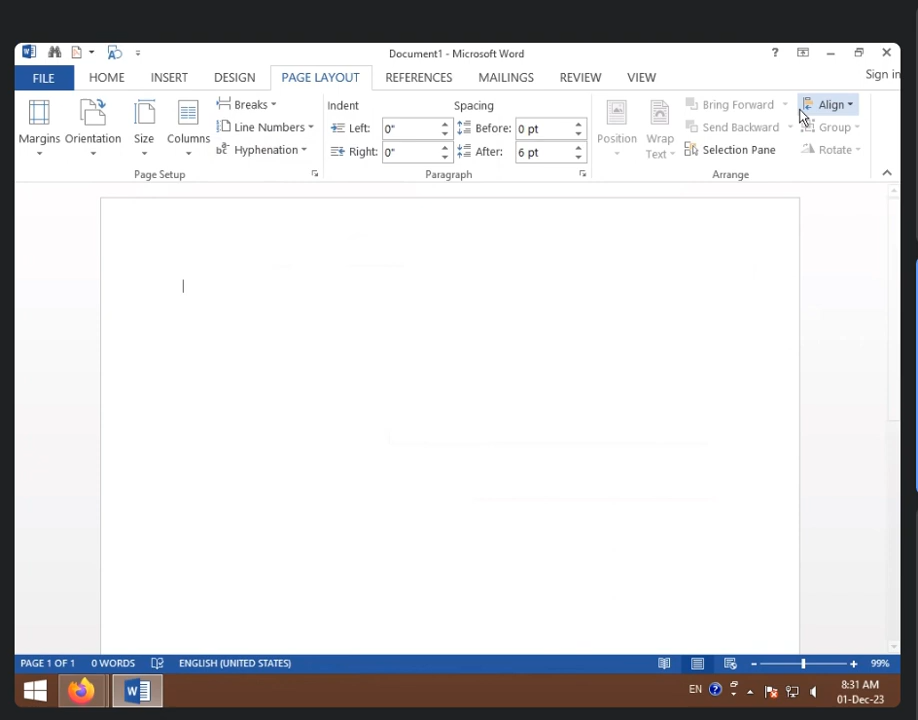 Document1 - Microsoft Word
?
Sign in
FILE HOME INSERT DESIGN PAGE LAYOUT REFERENCES MAILINGS REVIEW VIEW
Margins
Orientation
Size
Columns
Breaks
Line Numbers
Hyphenation
Page Setup
Indent
Left: 0"
Right: 0"
Spacing
Before: 0 pt
After: 6 pt
Paragraph
Position
Wrap
Text
Bring Forward
Send Backward
Selection Pane
Align
Group
Rotate
Arrange
PAGE 1 OF 1 0 WORDS ENGLISH (UNITED STATES) 99%
EN 8:31 AM
01-Dec-23